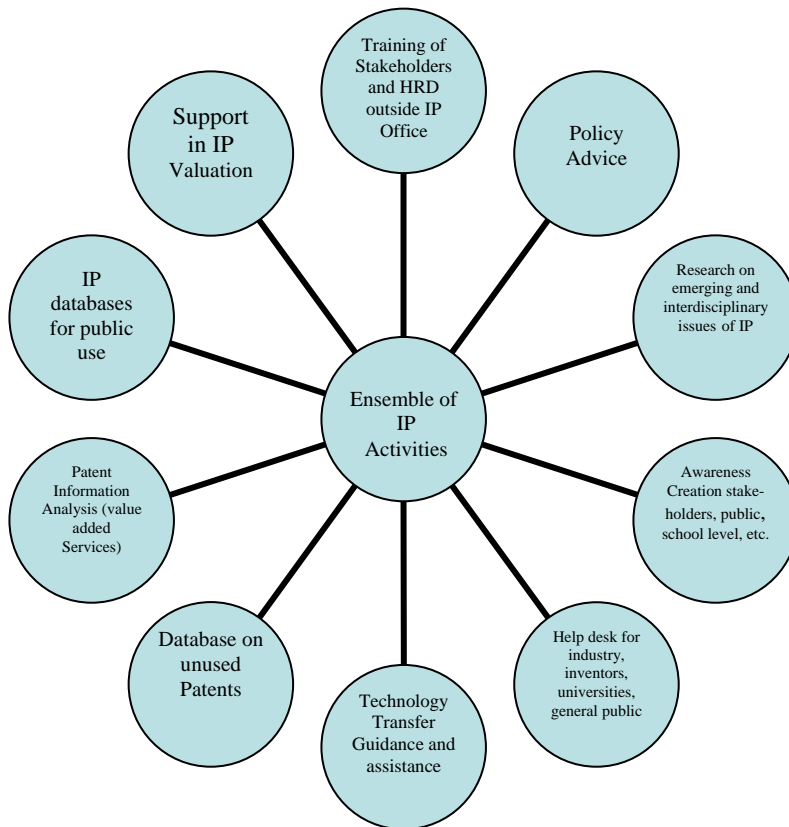 Training of
Stakeholders
and HRD
outside IP
Office
Policy
Advice
Research on
emerging and
interdisciplinary
issues of IP
Awareness
Creation stake-
holders, public,
school level, etc.
Help desk for
industry,
inventors,
universities,
general public
Technology
Transfer
Guidance and
assistance
Database on
unused
Patents
Patent
Information
Analysis (value
added
Services)
IP
databases
for public
use
Support
in IP
Valuation
Ensemble of
IP
Activities